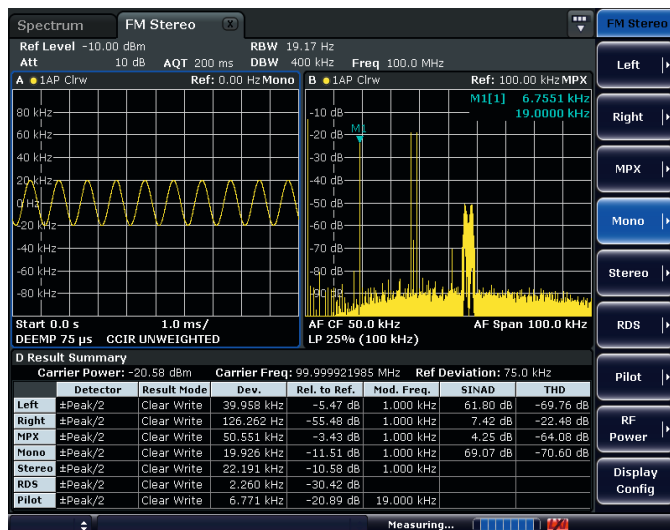 Spectrum FM Stereo X FM Stereo
Ref Level -10.00 dBm RBW 19.17 Hz
Att 10 dB AQT 200 ms DBW 400 kHz Freq 100.0 MHz
A 1AP Clrw Ref: 0.00 Hz Mono B 1AP Clrw Ref: 100.00 kHz MPX
M1[1] 6.7551 kHz
19.0000 kHz
M1
80 kHz
60 kHz
40 kHz
20 kHz
0 Hz
-20 kHz
-40 kHz
-60 kHz
-80 kHz
-10 dB
-20 dB
-30 dB
-40 dB
-50 dB
-60 dB
-70 dB
-80 dB
-90 dB
Start 0.0 s 1.0 ms/ AF CF 50.0 kHz AF Span 100.0 kHz
DEEMP 75 µs CCIR UNWEIGHTED LP 25% (100 kHz)
D Result Summary
Carrier Power: -20.58 dBm Carrier Freq: 99.999921985 MHz Ref Deviation: 75.0 kHz
Detector Result Mode Dev. Rel. to Ref. Mod. Freq. SINAD THD
Left ±Peak/2 Clear Write 39.958 kHz -5.47 dB 1.000 kHz 61.80 dB -69.76 dB
Right ±Peak/2 Clear Write 126.262 Hz -55.48 dB 1.000 kHz 7.42 dB -22.48 dB
MPX ±Peak/2 Clear Write 50.551 kHz -3.43 dB 1.000 kHz 4.25 dB -64.08 dB
Mono ±Peak/2 Clear Write 19.926 kHz -11.51 dB 1.000 kHz 69.07 dB -70.60 dB
Stereo ±Peak/2 Clear Write 22.191 kHz -10.58 dB 1.000 kHz
RDS ±Peak/2 Clear Write 2.260 kHz -30.42 dB
Pilot ±Peak/2 Clear Write 6.771 kHz -20.89 dB 19.000 kHz
Measuring...
Left
Right
MPX
Mono
Stereo
RDS
Pilot
RF
Power
Display
Config